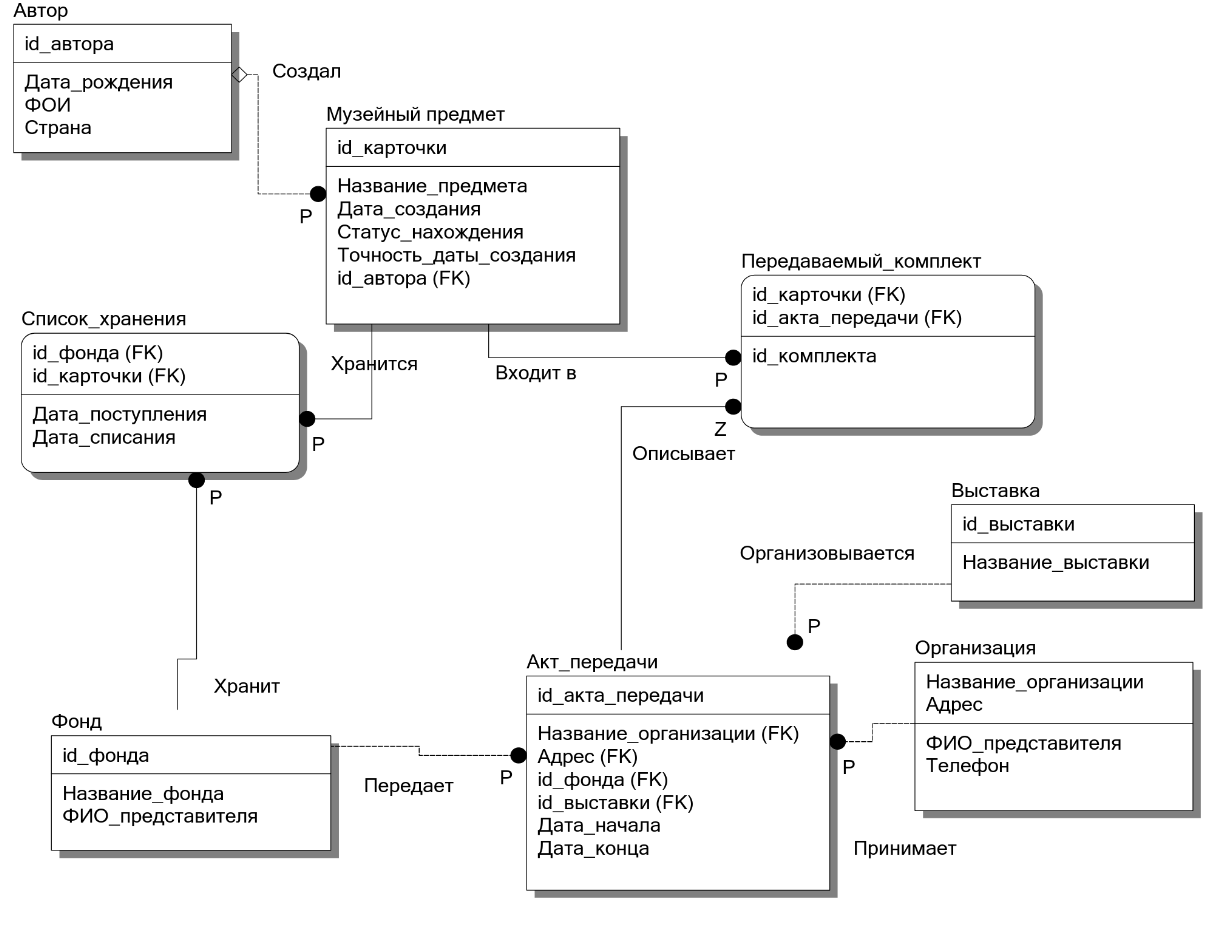 Автор
id_автора
Дата_рождения
ФОИ
Страна
Создал
Музейный предмет
id_карточки
Название_предмета
Дата_создания
Статус_нахождения
Точность_даты_создания
id_автора (FK)
P
Передаваемый_комплект
id_карточки (FK)
id_акта_передачи (FK)
id_комплекта
Список_хранения
id_фонда (FK)
id_карточки (FK)
Дата_поступления
Дата_списания
Хранится
P
Входит в
P
Z
Описывает
P
Выставка
id_выставки
Название_выставки
Организовывается
P
Организация
Название_организации
Адрес
ФИО_представителя
Телефон
Акт_передачи
id_акта_передачи
Название_организации (FK)
Адрес (FK)
id_фонда (FK)
id_выставки (FK)
Дата_начала
Дата_конца
Хранит
Фонд
id_фонда
Название_фонда
ФИО_представителя
Передает
P
P
Принимает